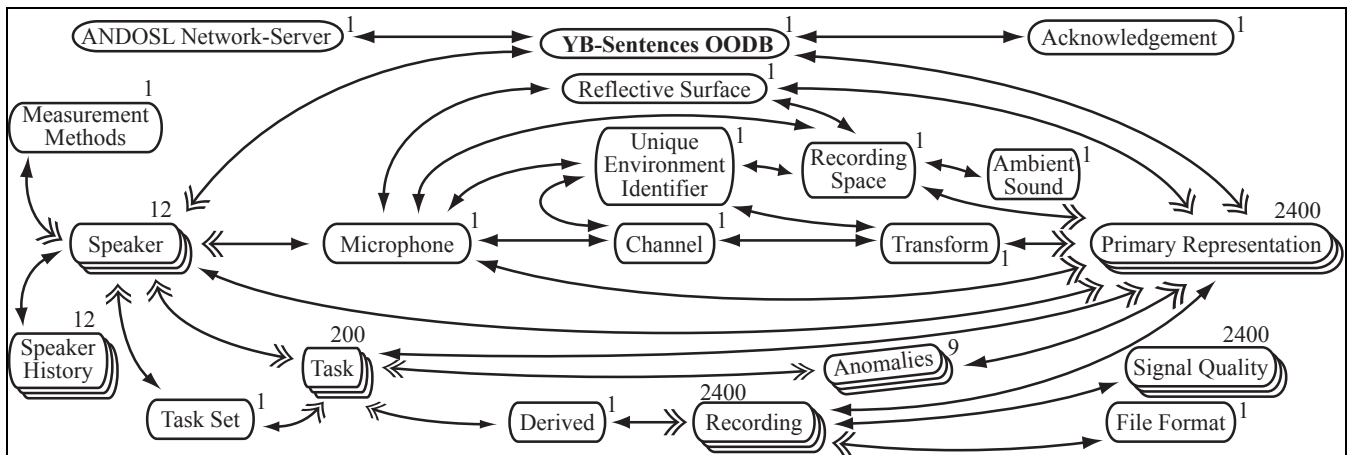 ANDOSL Network-Server 1
YB-Sentences OODB 1
Acknowledgement 1
Reflective Surface 1
Measurement 1
Methods
Unique 1
Environment
Identifier
Recording 1
Space
Ambient 1
Sound
Speaker 12
Microphone 1
Channel 1
Transform 1
Primary Representation 2400
Speaker 12
History
Task 200
Anomalies 9
Signal Quality 2400
Task Set 1
Derived 1
Recording 2400
File Format 1